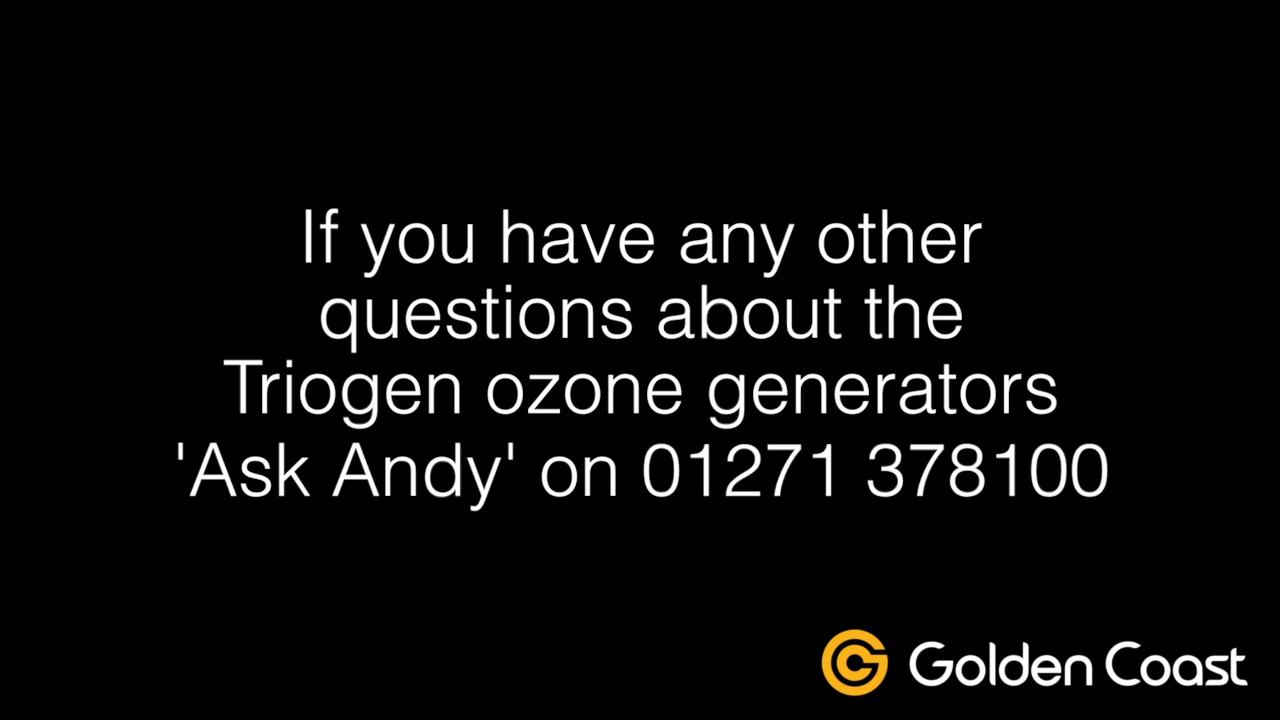 If you have any other
questions about the
Triogen ozone generators
'Ask Andy' on 01271 378100
Golden Coast